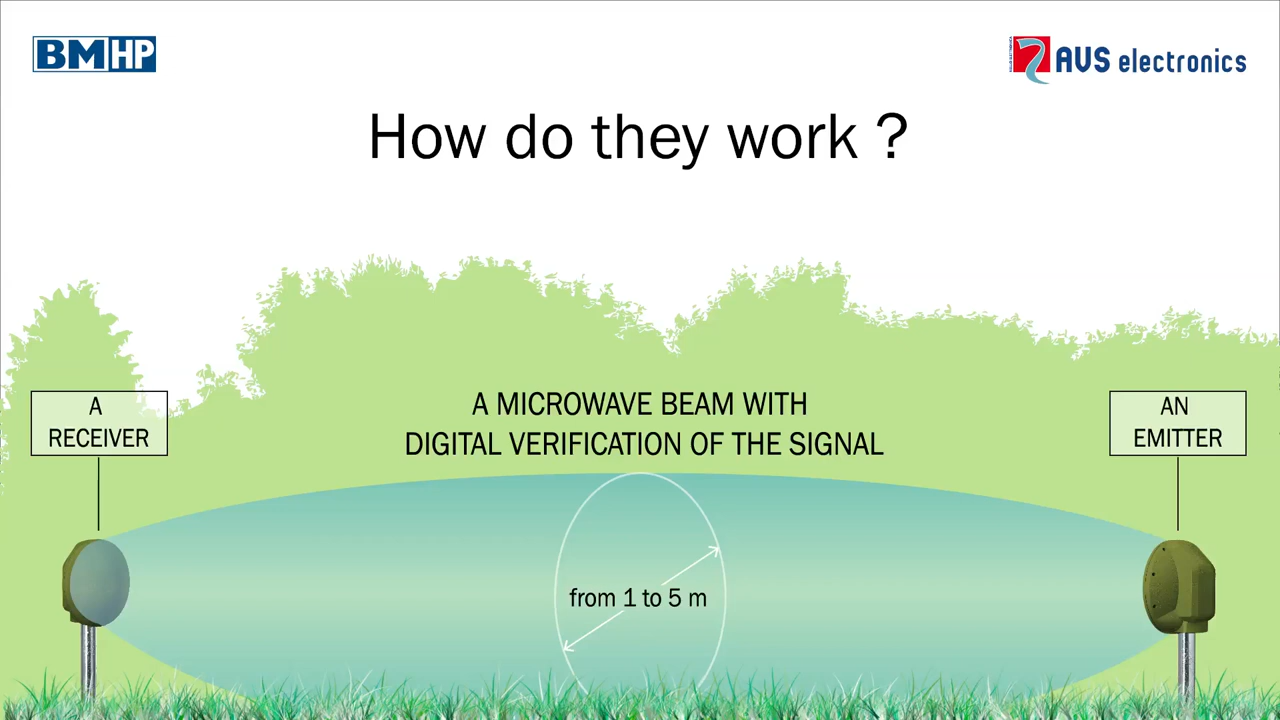 BMHP
AVS electronics
How do they work ?
A
RECEIVER
A MICROWAVE BEAM WITH
DIGITAL VERIFICATION OF THE SIGNAL
AN
EMITTER
from 1 to 5 m